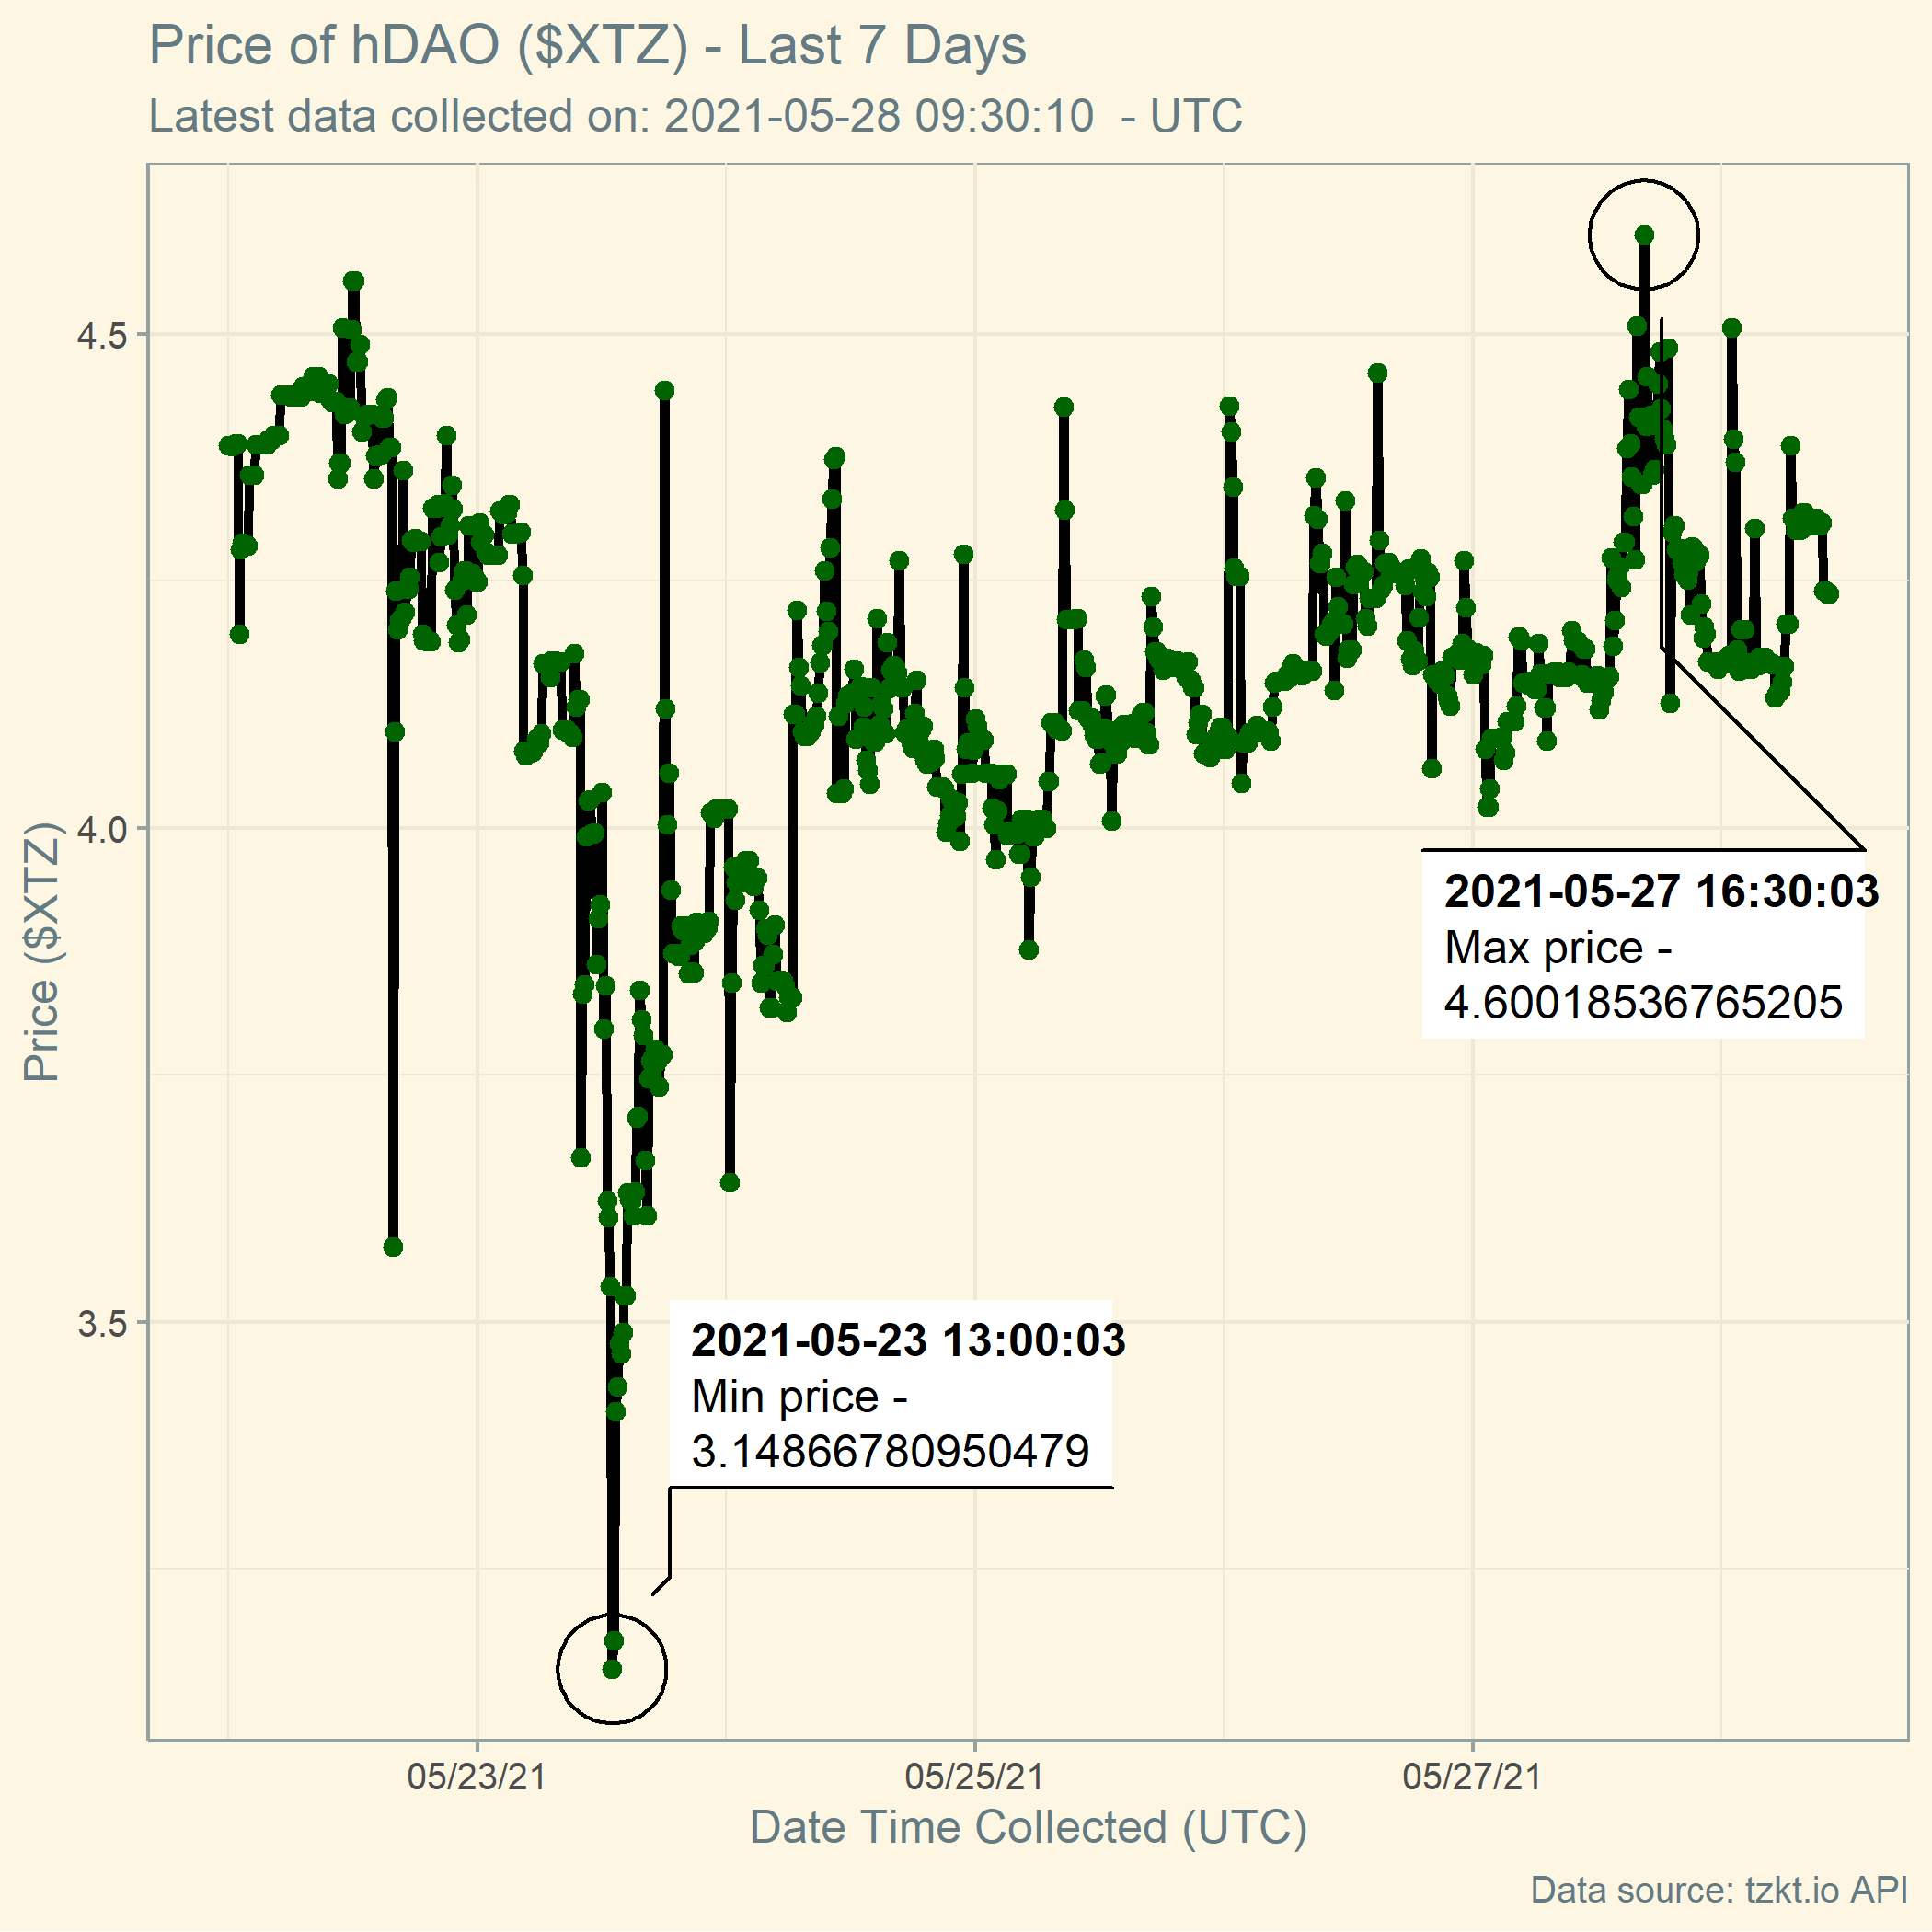 Price of hDAO ($XTZ) - Last 7 Days
Latest data collected on: 2021-05-28 09:30:10  - UTC
Price ($XTZ)
4.5
4.0
3.5
2021-05-27 16:30:03
Max price -
4.60018536765205
2021-05-23 13:00:03
Min price -
3.14866780950479
05/23/21
05/25/21
05/27/21
Date Time Collected (UTC)
Data source: tzkt.io API